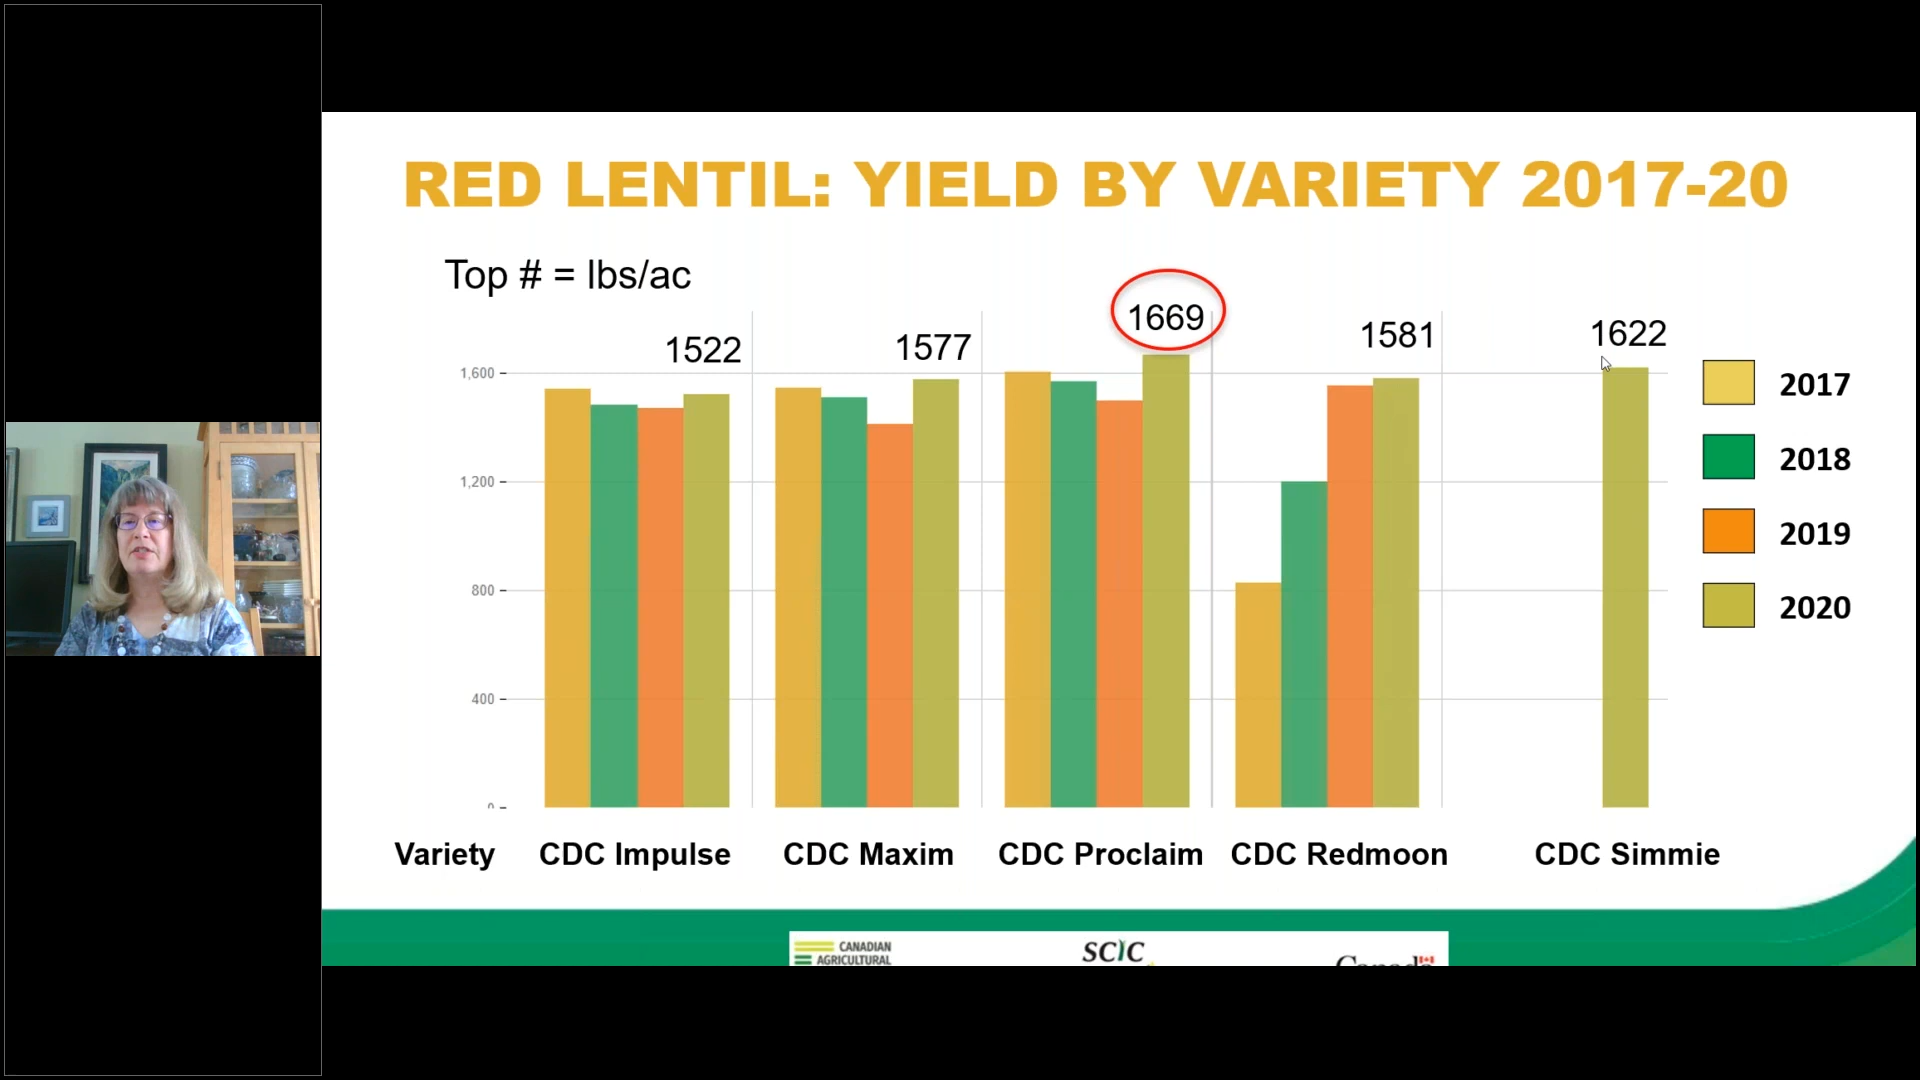 RED LENTIL: YIELD BY VARIETY 2017-20
Top # = lbs/ac
1522
1577
1669
1581
1622
1,600
1,200
800
400
0
2017
2018
2019
2020
Variety
CDC Impulse
CDC Maxim
CDC Proclaim
CDC Redmoon
CDC Simmie
CANADIAN
AGRICULTURAL
SCIC
Canada